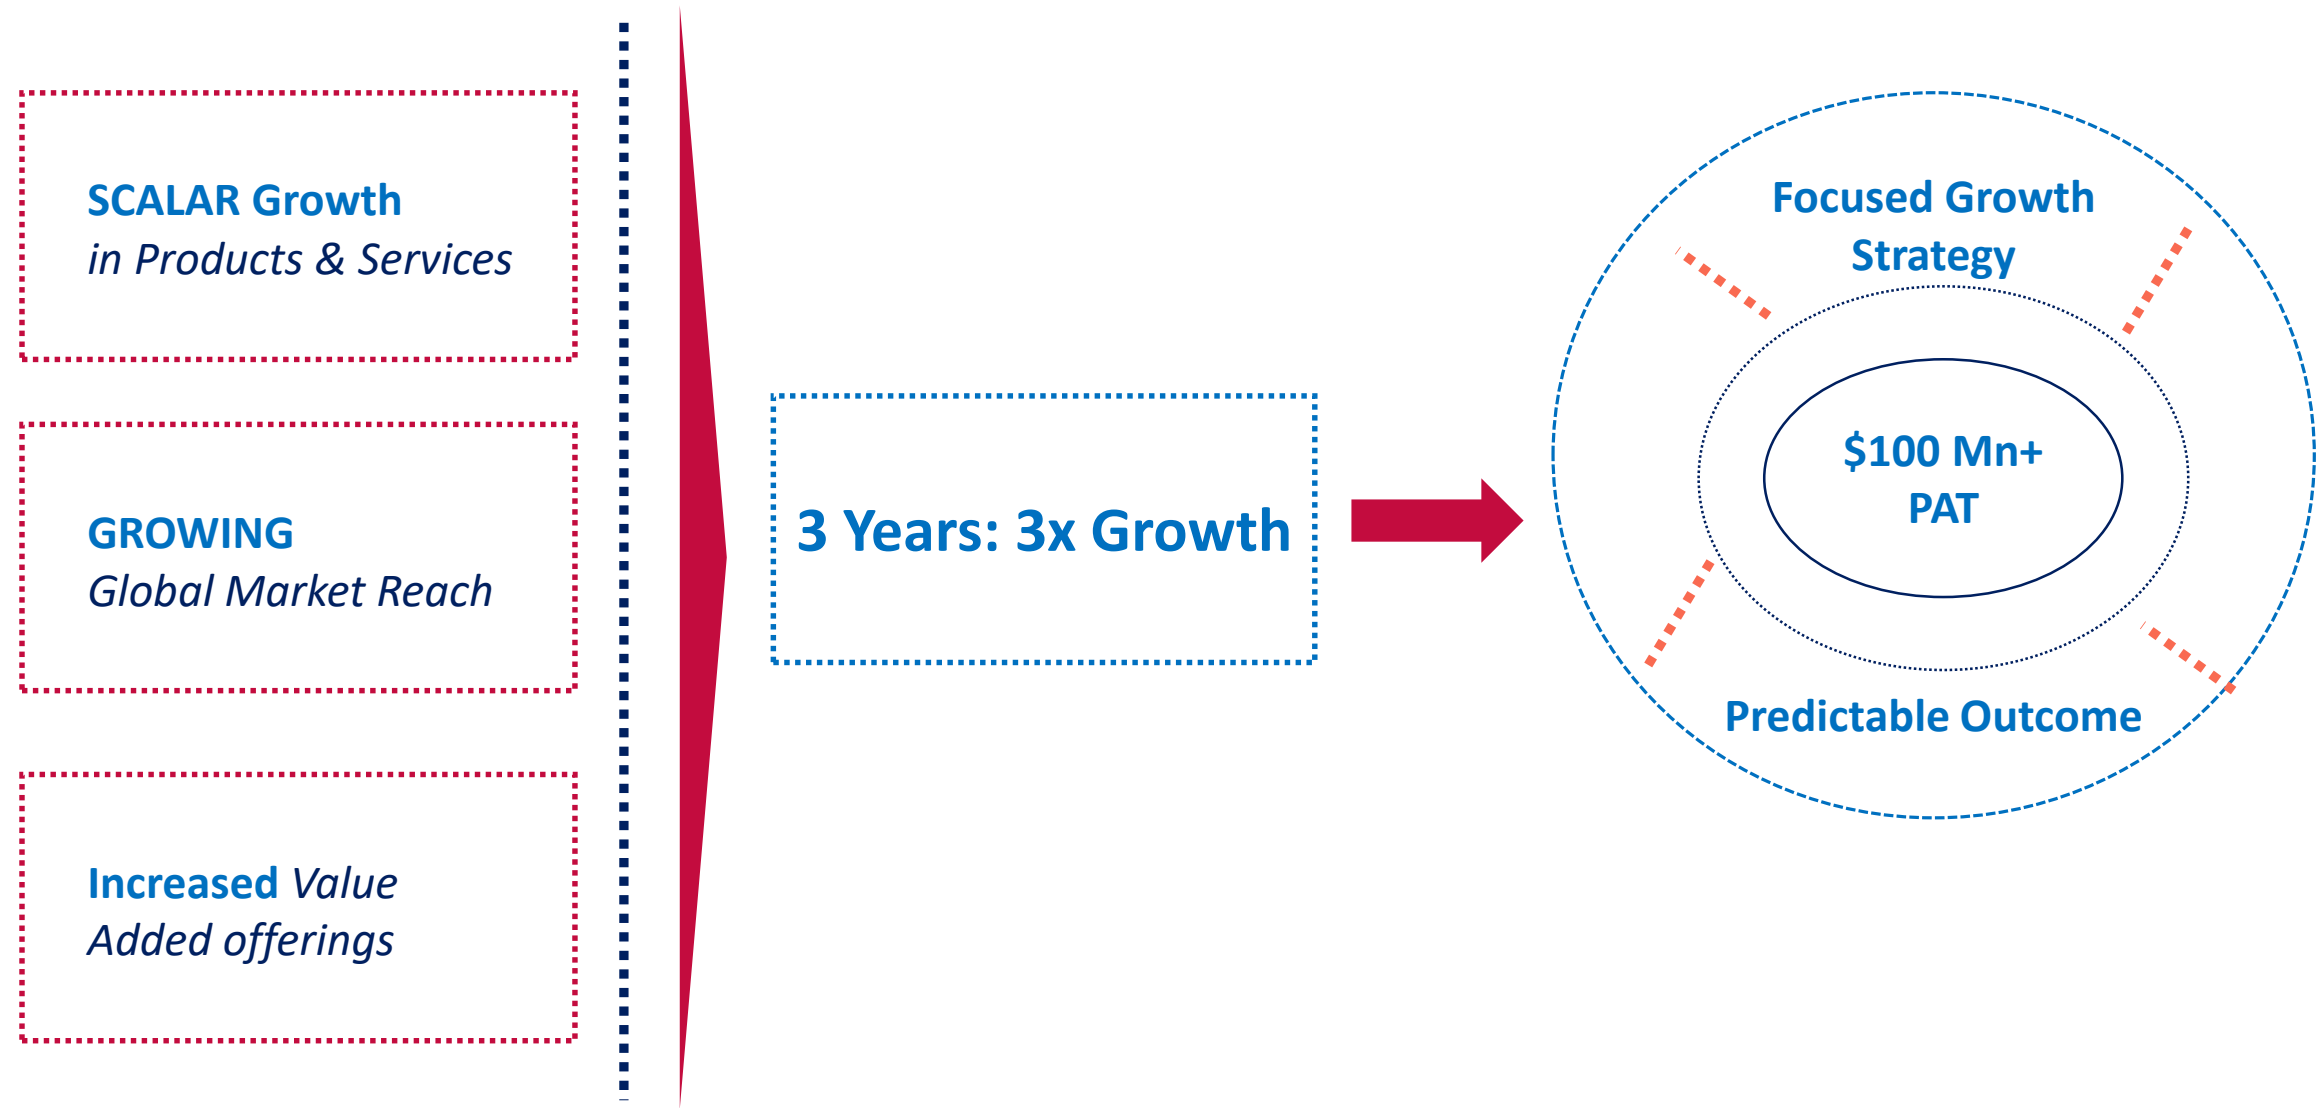 SCALAR Growth
in Products & Services
GROWING
Global Market Reach
Increased Value
Added offerings
3 Years: 3x Growth
Focused Growth
Strategy
$100 Mn+
PAT
Predictable Outcome